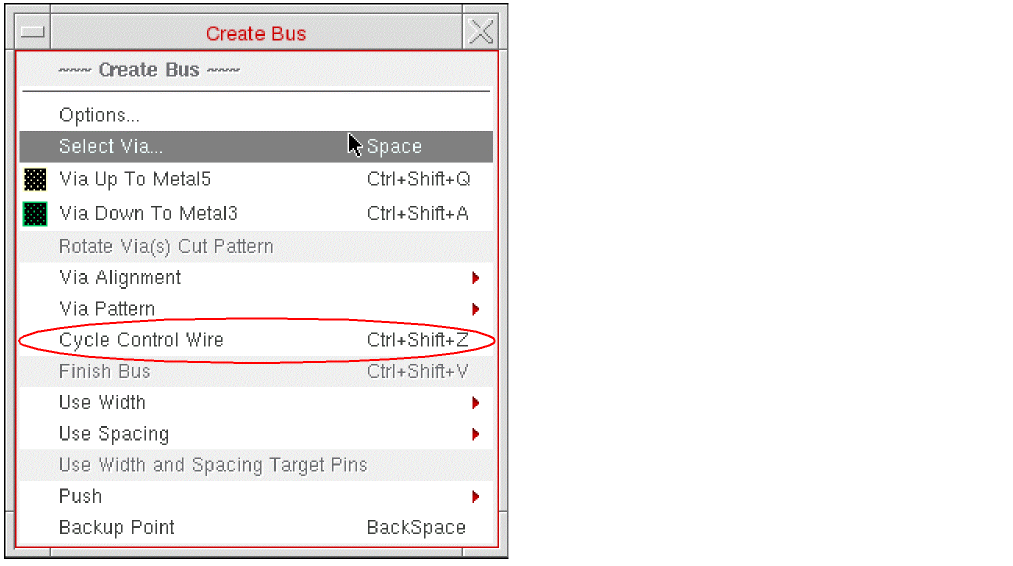 Create Bus
~~~ Create Bus ~~~
Options...
Select Via... Space
Via Up To Metal5 Ctrl+Shift+Q
Via Down To Metal3 Ctrl+Shift+A
Rotate Via(s) Cut Pattern
Via Alignment
Via Pattern
Cycle Control Wire Ctrl+Shift+Z
Finish Bus Ctrl+Shift+V
Use Width
Use Spacing
Use Width and Spacing Target Pins
Push
Backup Point BackSpace